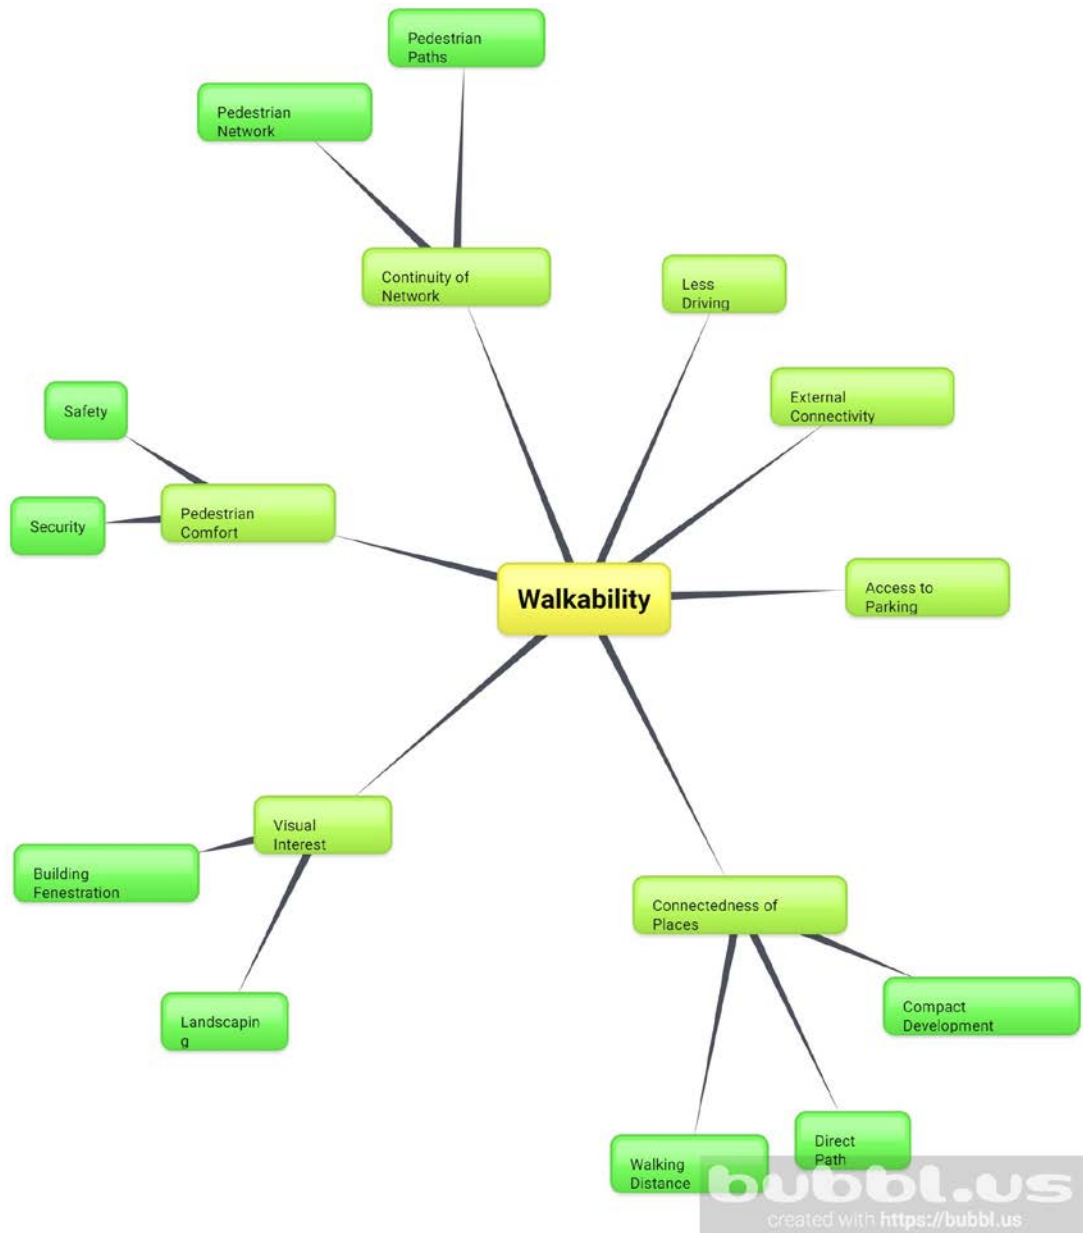 Pedestrian
Paths
Pedestrian
Network
Continuity of
Network
Less
Driving
External
Connectivity
Safety
Security
Pedestrian
Comfort
Walkability
Access to
Parking
Visual
Interest
Building
Fenestration
Landscapin
g
Connectedness of
Places
Compact
Development
Direct
Path
Walking
Distance
bubbl.us
created with https://bubbl.us